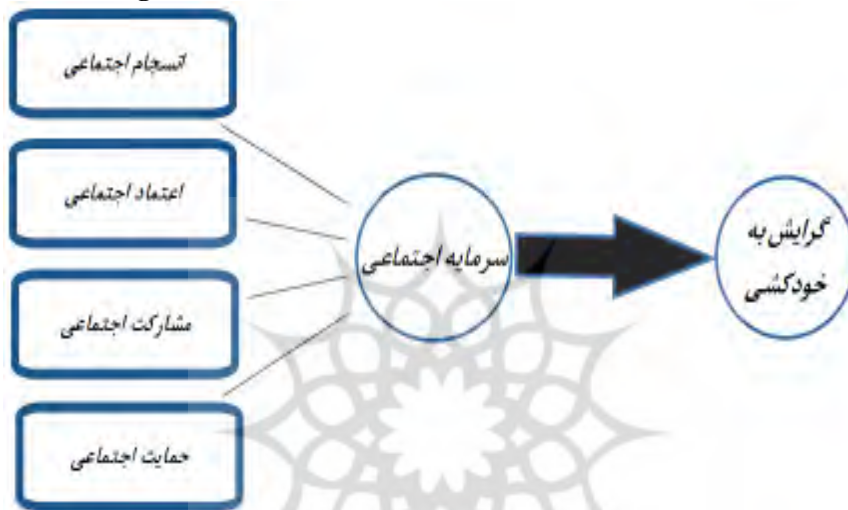 انسجام اجتماعی
اعتماد اجتماعی
مشارکت اجتماعی
حمایت اجتماعی
سرمایه اجتماعی
گرایش به
خودکشی